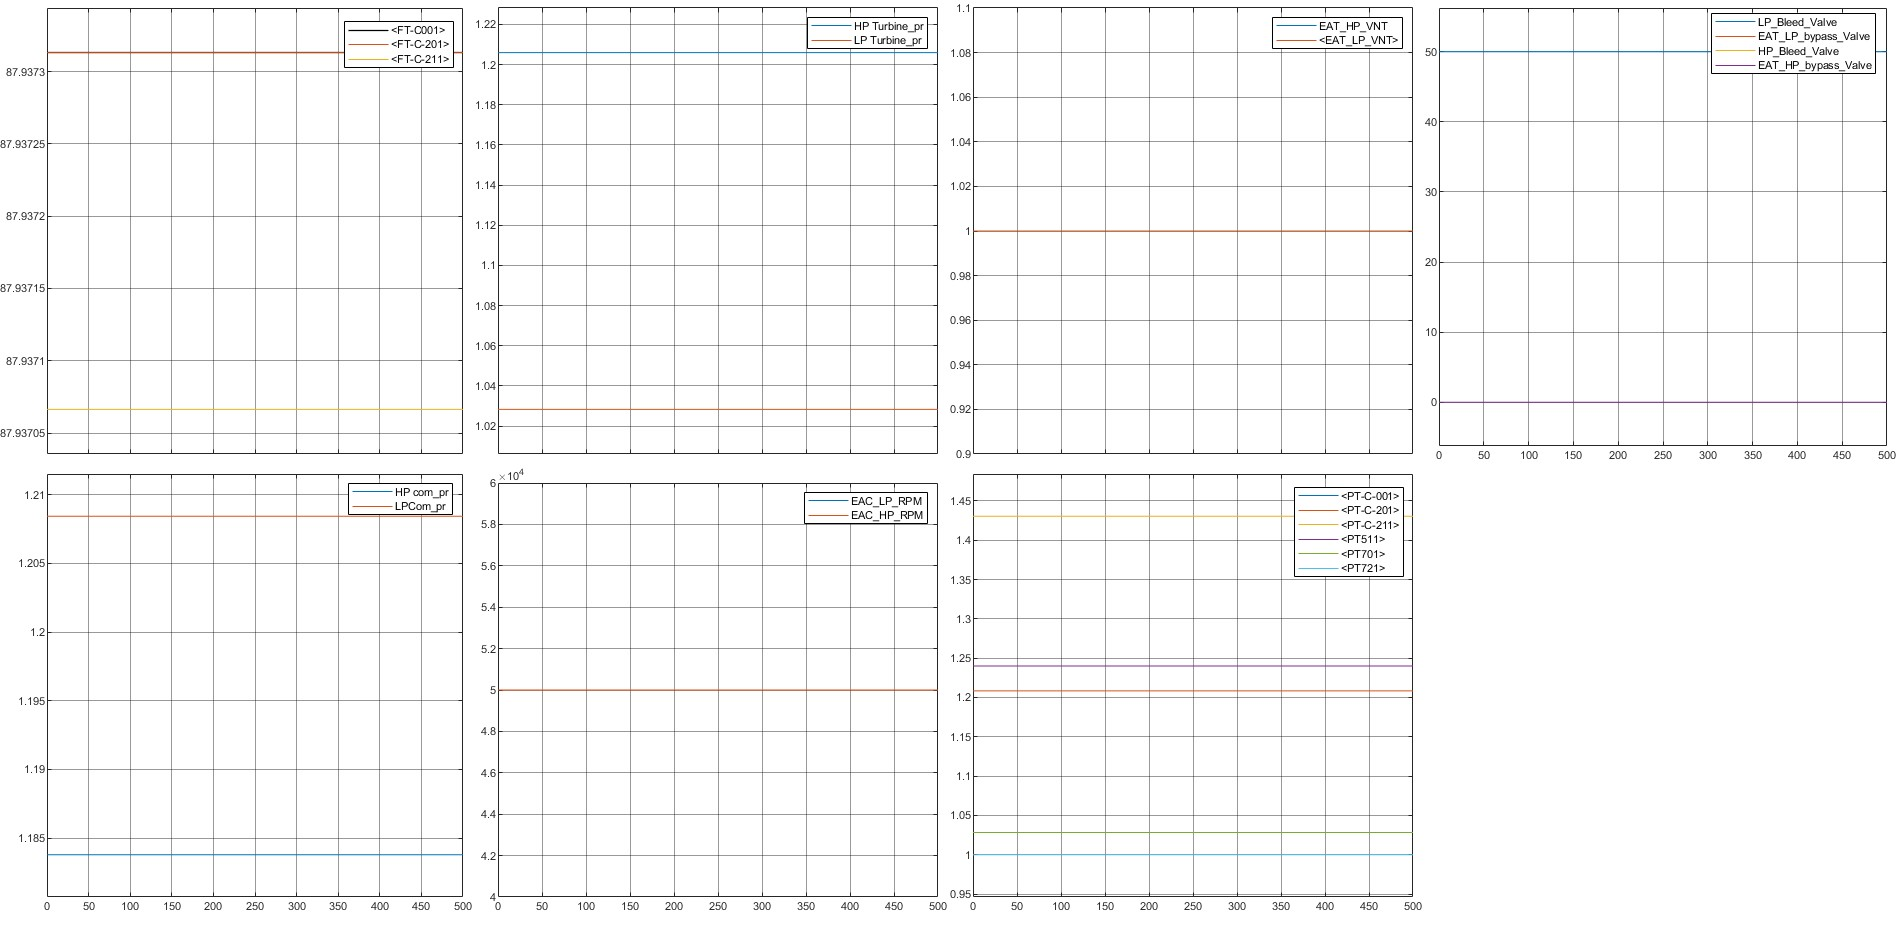 <FT-C001>
<FT-C-201>
<FT-C-211>
87.9373
87.93725
87.9372
87.93715
87.9371
87.93705
HP Turbine_pr
LP Turbine_pr
1.22
1.2
1.18
1.16
1.14
1.12
1.1
1.08
1.06
1.04
1.02
EAT_HP_VNT
<EAT_LP_VNT>
1.1
1.08
1.06
1.04
1.02
1
0.98
0.96
0.94
0.92
0.9
LP_Bleed_Valve
EAT_LP_bypass_Valve
HP_Bleed_Valve
EAT_HP_bypass_Valve
50
40
30
20
10
0
0 50 100 150 200 250 300 350 400 450 500
HP com_pr
LPCom_pr
1.21
1.205
1.2
1.195
1.19
1.185
0 50 100 150 200 250 300 350 400 450 500
×10⁴
EAC_LP_RPM
EAC_HP_RPM
6
5.8
5.6
5.4
5.2
5
4.8
4.6
4.4
4.2
4
0 50 100 150 200 250 300 350 400 450 500
<PT-C-001>
<PT-C-201>
<PT-C-211>
<PT511>
<PT701>
<PT721>
1.45
1.4
1.35
1.3
1.25
1.2
1.15
1.1
1.05
1
0.95
0 50 100 150 200 250 300 350 400 450 500